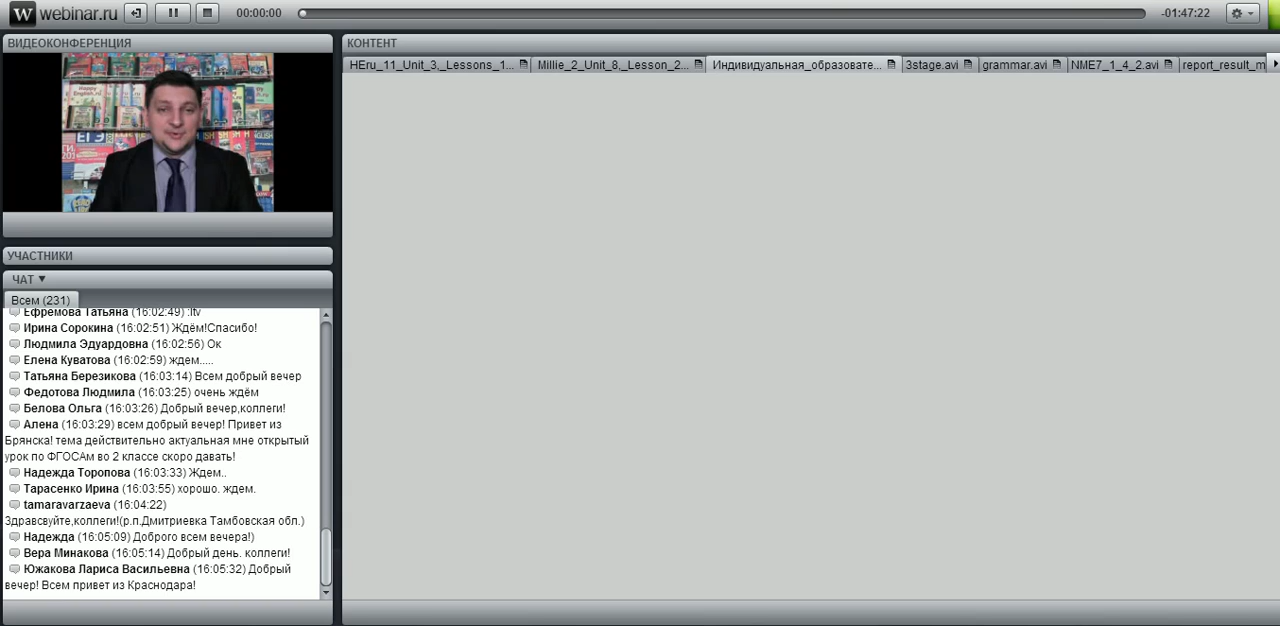 W webinar.ru 00:00:00 -01:47:22
ВИДЕОКОНФЕРЕНЦИЯ
Happy
English.ru
ЕГЭ
УЧАСТНИКИ
ЧАТ ▼
Всем (231)
Ефремова Татьяна (16:02:49) :ltv
Ирина Сорокина (16:02:51) Ждём!Спасибо!
Людмила Эдуардовна (16:02:56) Ок
Елена Куватова (16:02:59) ждем.....
Татьяна Березикова (16:03:14) Всем добрый вечер
Федотова Людмила (16:03:25) очень ждём
Белова Ольга (16:03:26) Добрый вечер,коллеги!
Алена (16:03:29) всем добрый вечер! Привет из
Брянска! тема действительно актуальная мне открытый
урок по ФГОСАм во 2 классе скоро давать!
Надежда Торопова (16:03:33) Ждем..
Тарасенко Ирина (16:03:55) хорошо. ждем.
tamaravarzaeva (16:04:22)
Здравсвуйте,коллеги!(р.п.Дмитриевка Тамбовская обл.)
Надежда (16:05:09) Доброго всем вечера!)
Вера Минакова (16:05:14) Добрый день. коллеги!
Южакова Лариса Васильевна (16:05:32) Добрый
вечер! Всем привет из Краснодара!
КОНТЕНТ
HEru_11_Unit_3,_Lessons_1... Millie_2_Unit_8,_Lesson_2... Индивидуальная_образовате... 3stage.avi grammar.avi NME7_1_4_2.avi report_result_m